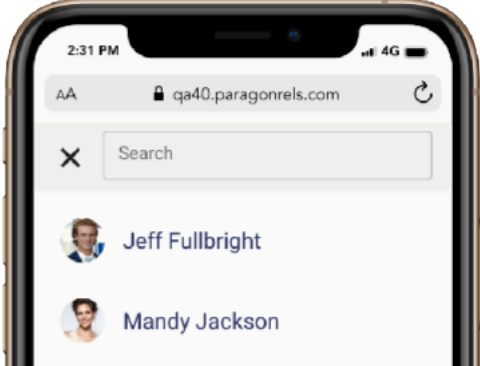 2:31 PM
4G
AA
qa40.paragonrels.com
Search
Jeff Fullbright
Mandy Jackson